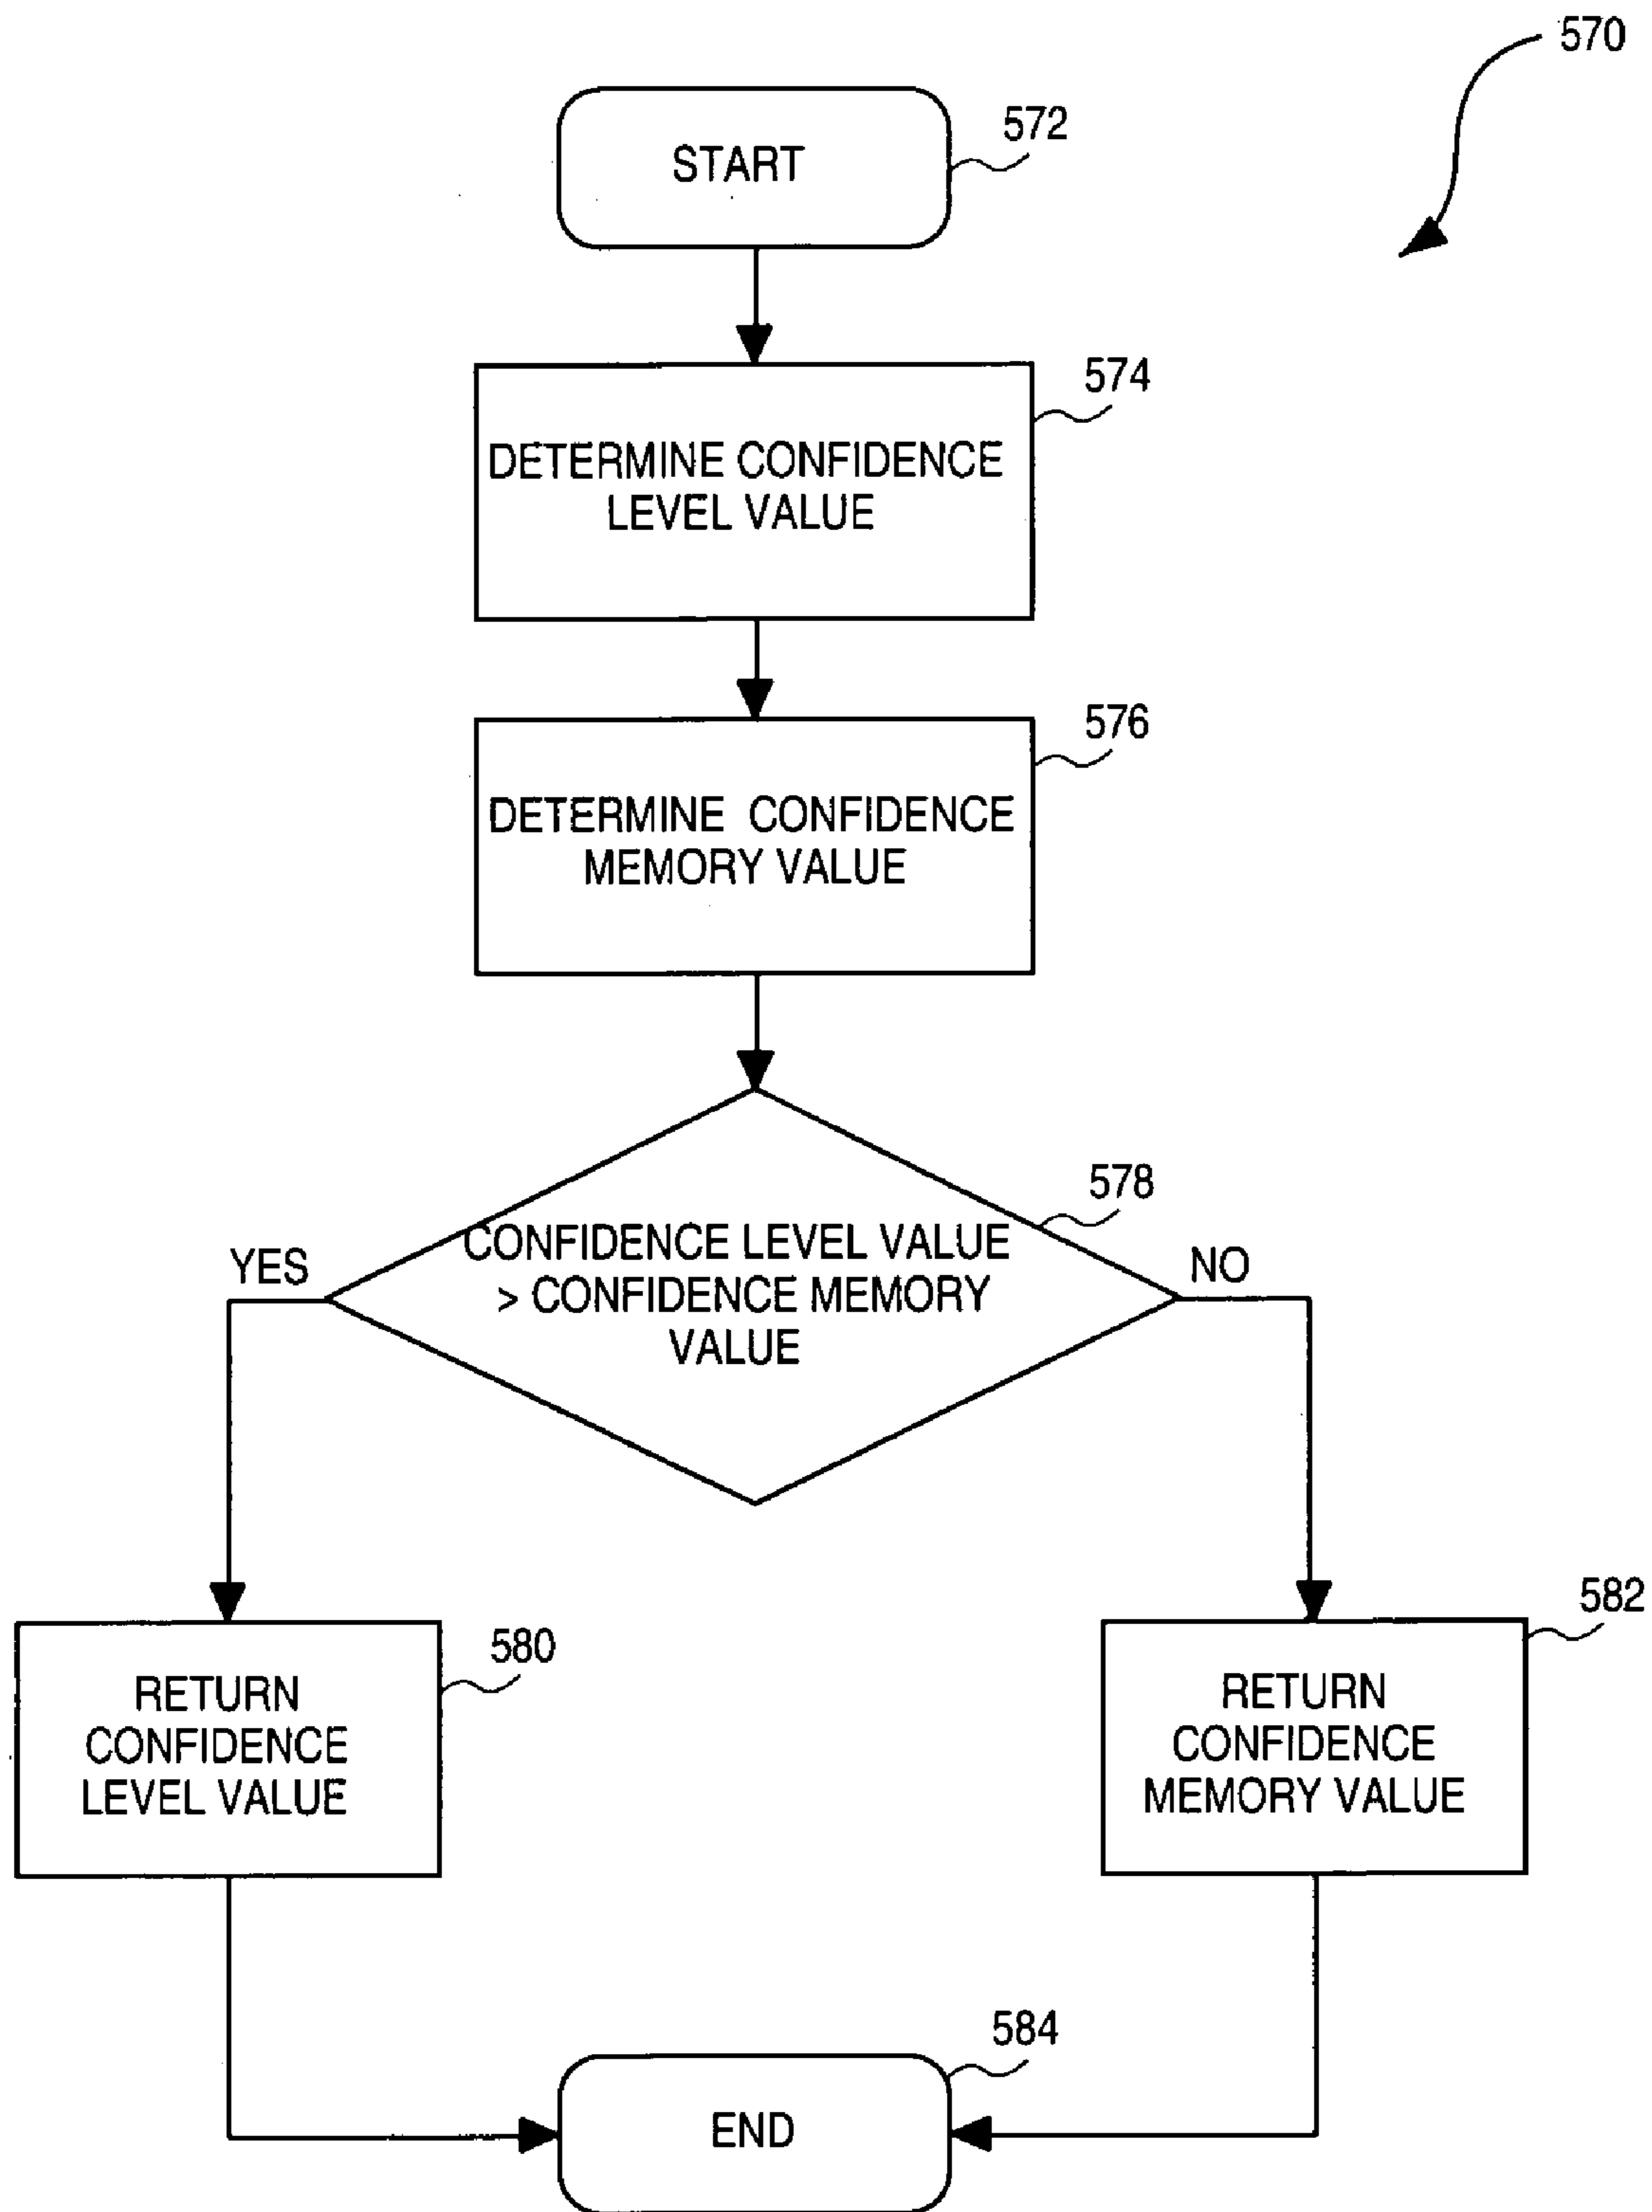 570
572
START
574
DETERMINE CONFIDENCE
LEVEL VALUE
576
DETERMINE CONFIDENCE
MEMORY VALUE
578
CONFIDENCE LEVEL VALUE
> CONFIDENCE MEMORY
VALUE
YES
NO
580
RETURN
CONFIDENCE
LEVEL VALUE
582
RETURN
CONFIDENCE
MEMORY VALUE
584
END